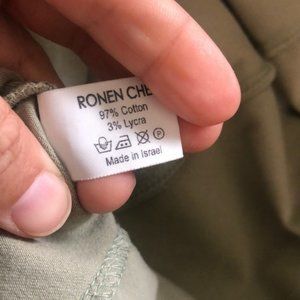 RONEN CHE
97% Cotton
3% Lycra
P
Made in Israel